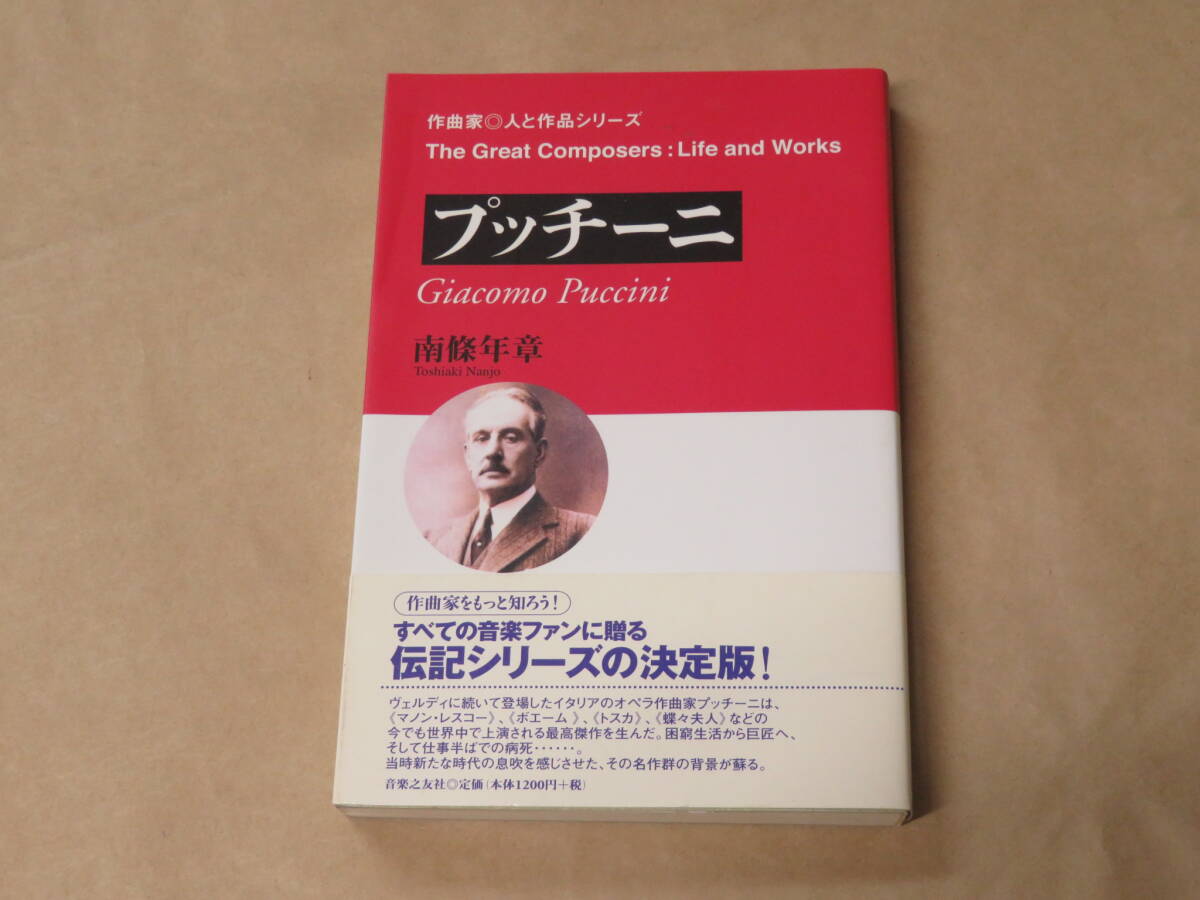 作曲家◎人と作品シリーズ
The Great Composers : Life and Works
プッチーニ
Giacomo Puccini
南條年章
Toshiaki Nanjo
作曲家をもっと知ろう!
すべての音楽ファンに贈る
伝記シリーズの決定版!
ヴェルディに続いて登場したイタリアのオペラ作曲家プッチーニは、
《マノン・レスコー》、《ボエーム 》、《トスカ》、《蝶々夫人》などの
今でも世界中で上演される最高傑作を生んだ。困窮生活から巨匠へ、
そして仕事半ばでの病死‥‥‥。
当時新たな時代の息吹を感じさせた、その名作群の背景が蘇る。
音楽之友社◎定価(本体1200円+税)